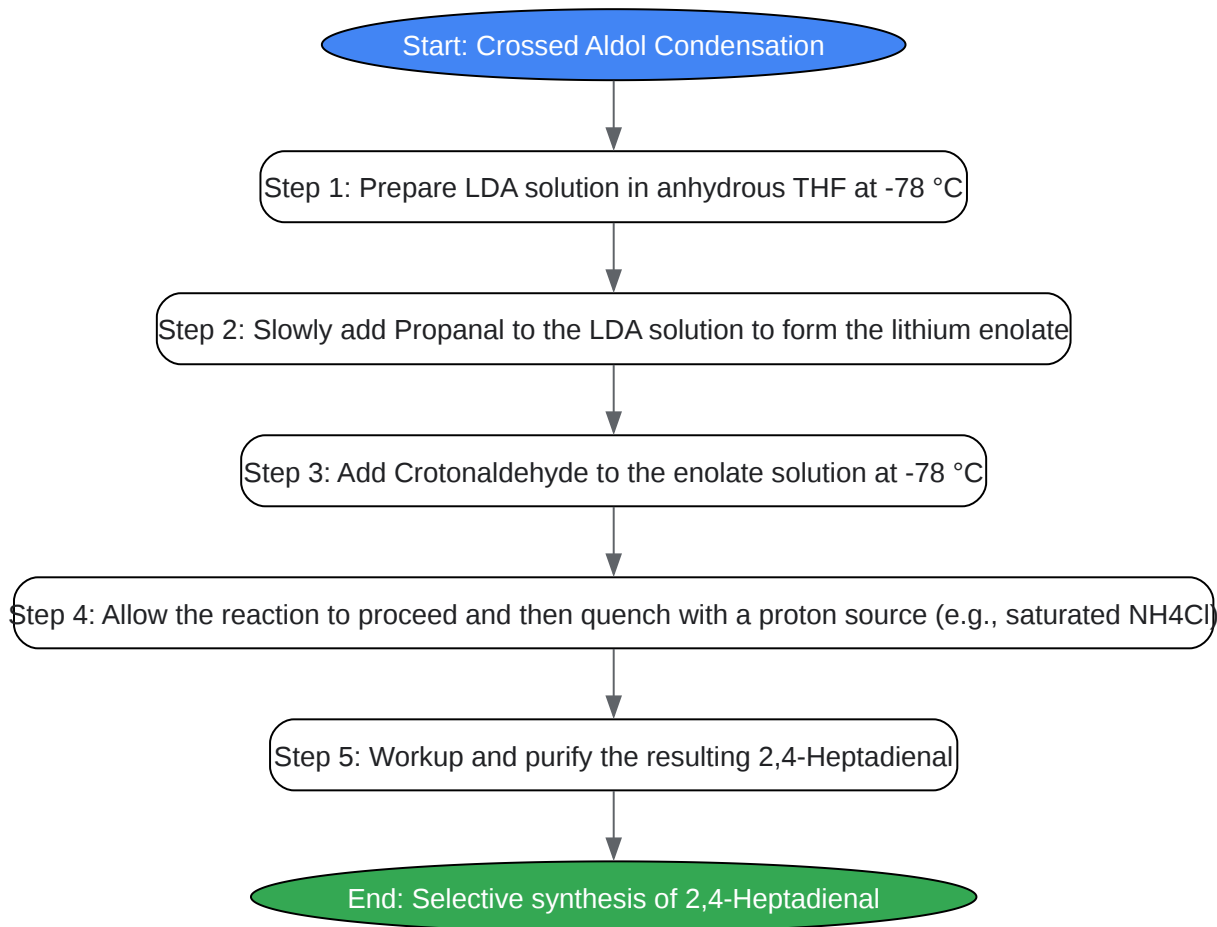 Start: Crossed Aldol Condensation
Step 1: Prepare LDA solution in anhydrous THF at -78 °C
Step 2: Slowly add Propanal to the LDA solution to form the lithium enolate
Step 3: Add Crotonaldehyde to the enolate solution at -78 °C
Step 4: Allow the reaction to proceed and then quench with a proton source (e.g., saturated NH4Cl)
Step 5: Workup and purify the resulting 2,4-Heptadienal
End: Selective synthesis of 2,4-Heptadienal